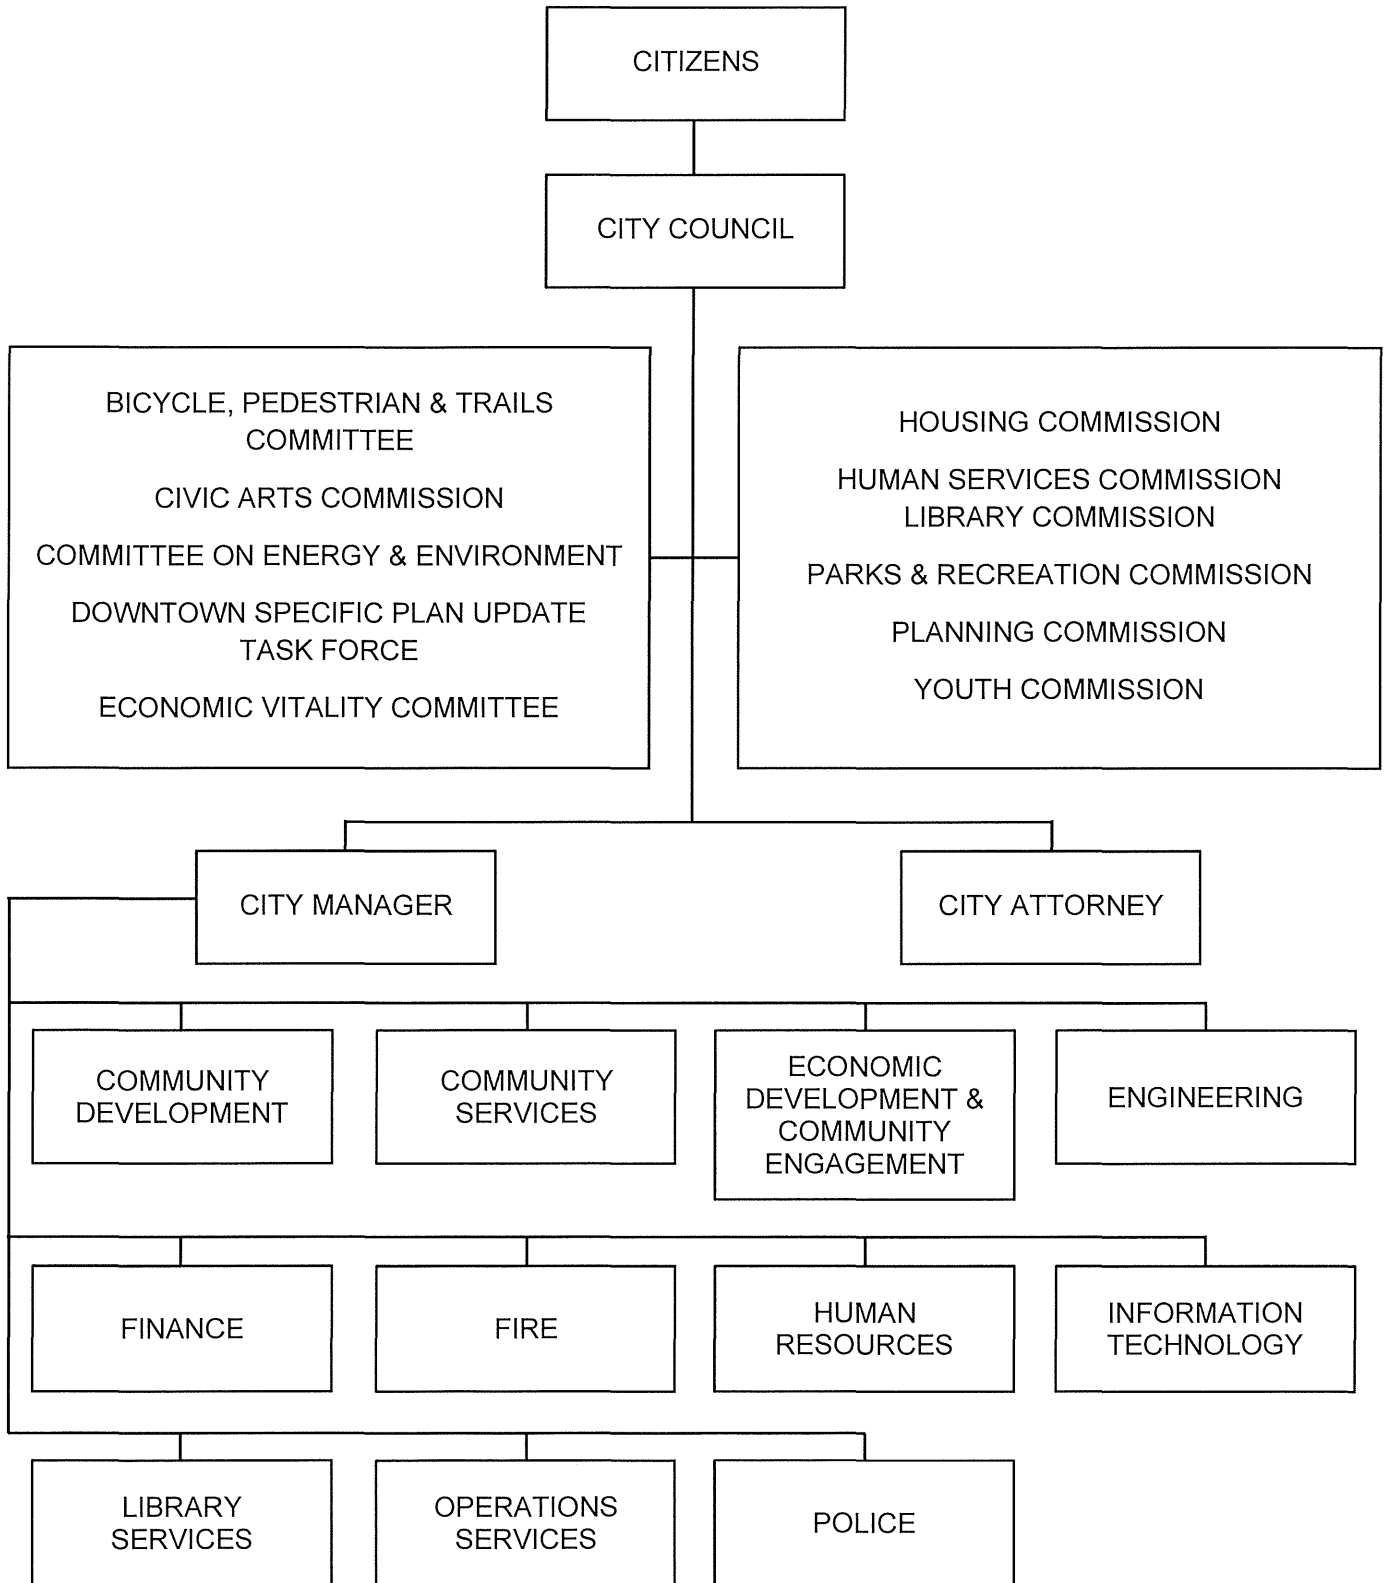 CITIZENS
CITY COUNCIL
BICYCLE, PEDESTRIAN & TRAILS
COMMITTEE
CIVIC ARTS COMMISSION
COMMITTEE ON ENERGY & ENVIRONMENT
DOWNTOWN SPECIFIC PLAN UPDATE
TASK FORCE
ECONOMIC VITALITY COMMITTEE
HOUSING COMMISSION
HUMAN SERVICES COMMISSION
LIBRARY COMMISSION
PARKS & RECREATION COMMISSION
PLANNING COMMISSION
YOUTH COMMISSION
CITY MANAGER
CITY ATTORNEY
COMMUNITY
DEVELOPMENT
COMMUNITY
SERVICES
ECONOMIC
DEVELOPMENT &
COMMUNITY
ENGAGEMENT
ENGINEERING
FINANCE
FIRE
HUMAN
RESOURCES
INFORMATION
TECHNOLOGY
LIBRARY
SERVICES
OPERATIONS
SERVICES
POLICE